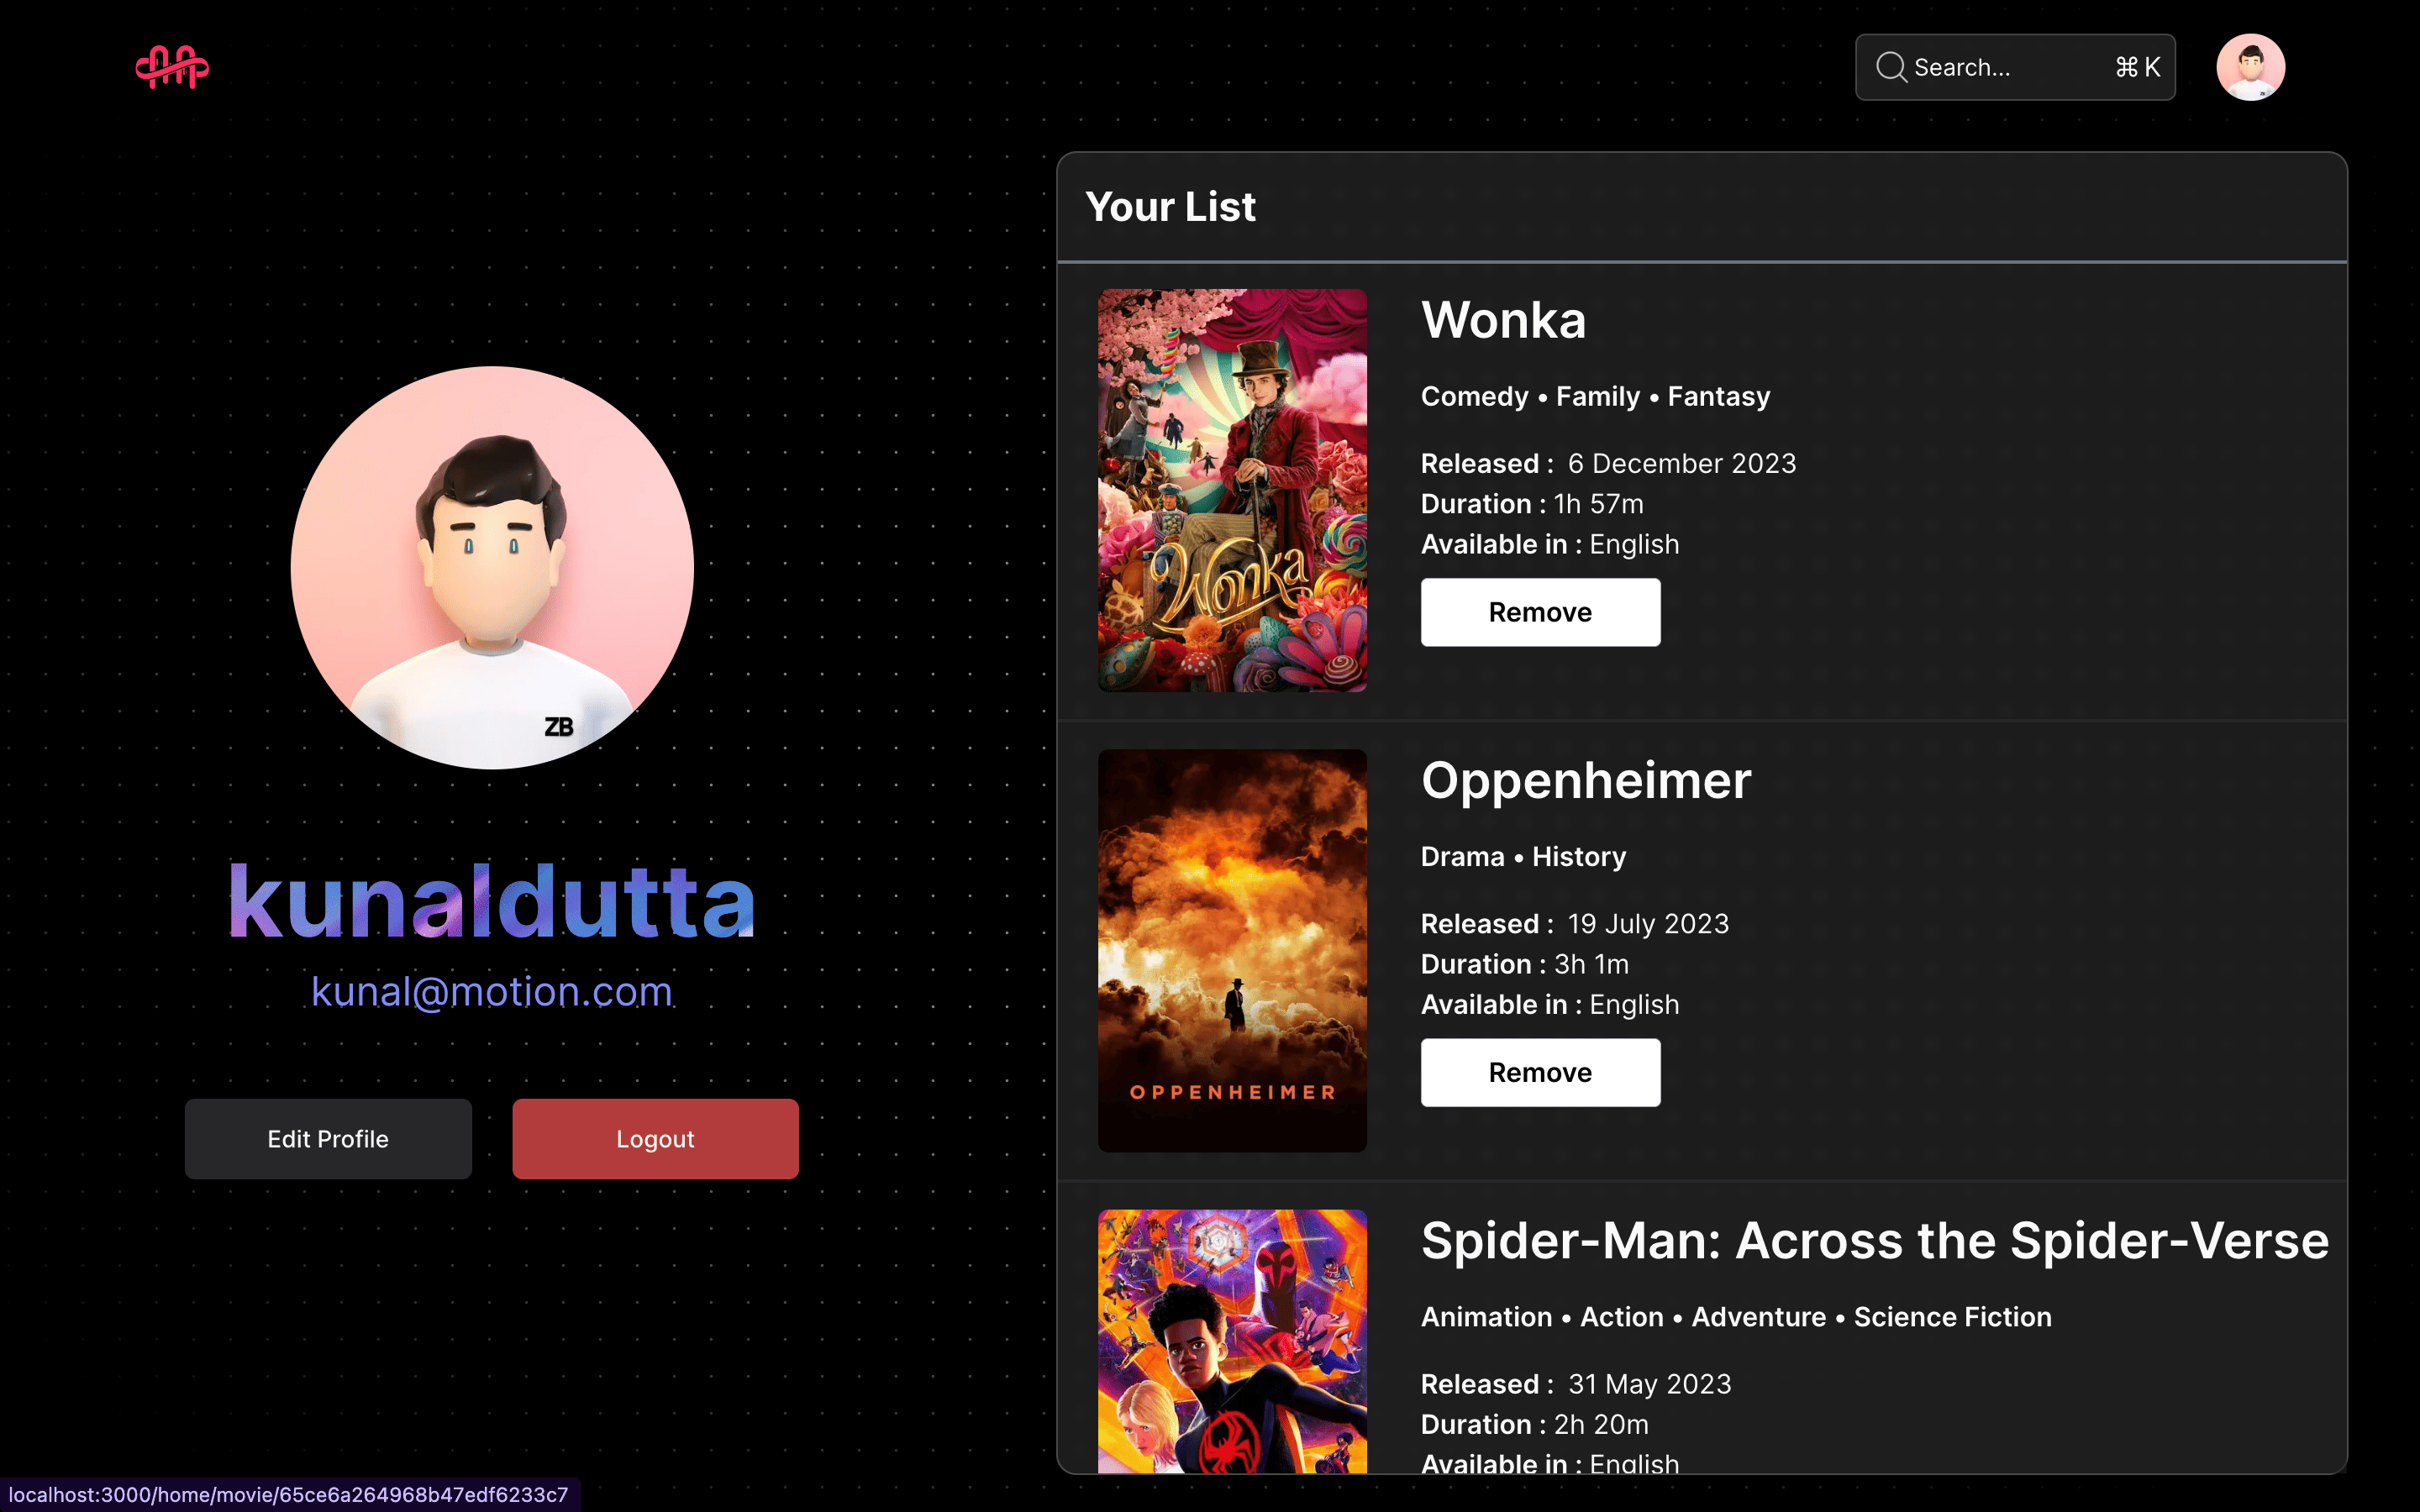 Search...
⌘ K
ZB
kunaldutta
kunal@motion.com
Edit Profile
Logout
Your List
Wonka
Wonka
Comedy • Family • Fantasy
Released : 6 December 2023
Duration : 1h 57m
Available in : English
Remove
OPPENHEIMER
Oppenheimer
Drama • History
Released : 19 July 2023
Duration : 3h 1m
Available in : English
Remove
Spider-Man: Across the Spider-Verse
Animation • Action • Adventure • Science Fiction
Released : 31 May 2023
Duration : 2h 20m
Available in : English
localhost:3000/home/movie/65ce6a264968b47edf6233c7